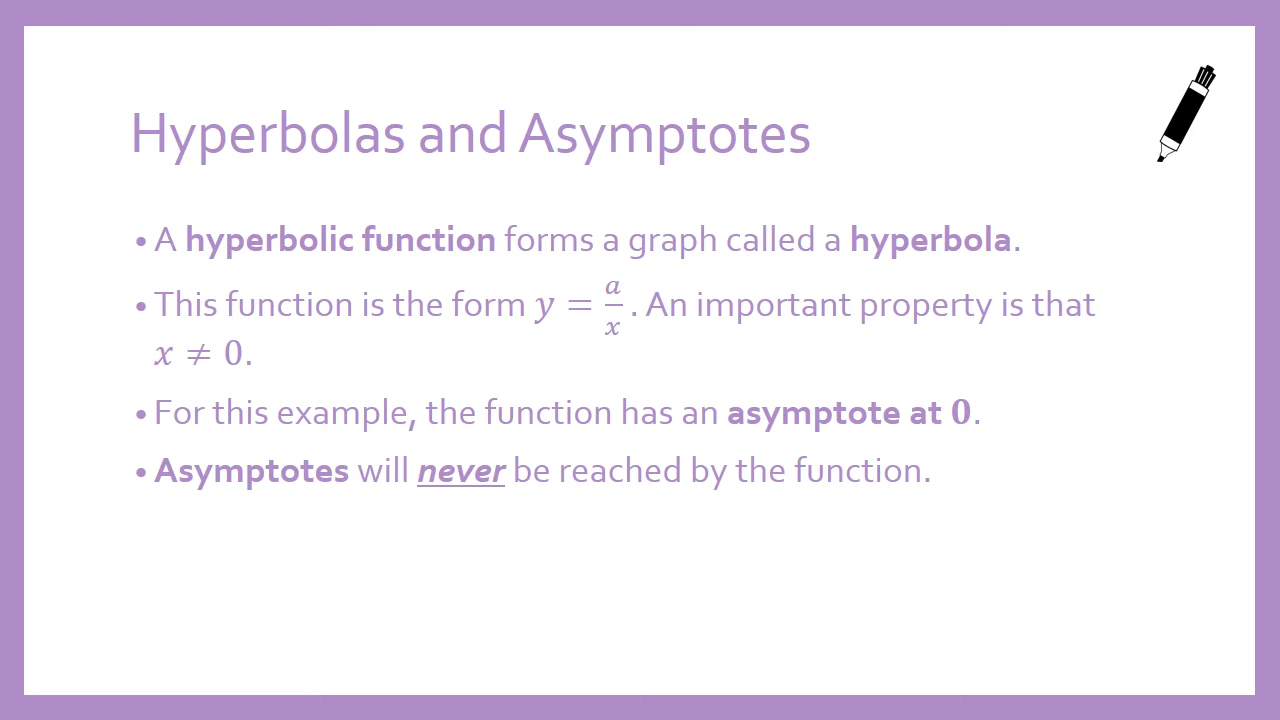 Hyperbolas and Asymptotes
• A hyperbolic function forms a graph called a hyperbola.
• This function is the form y = a/x . An important property is that
x ≠ 0.
• For this example, the function has an asymptote at 0.
• Asymptotes will never be reached by the function.